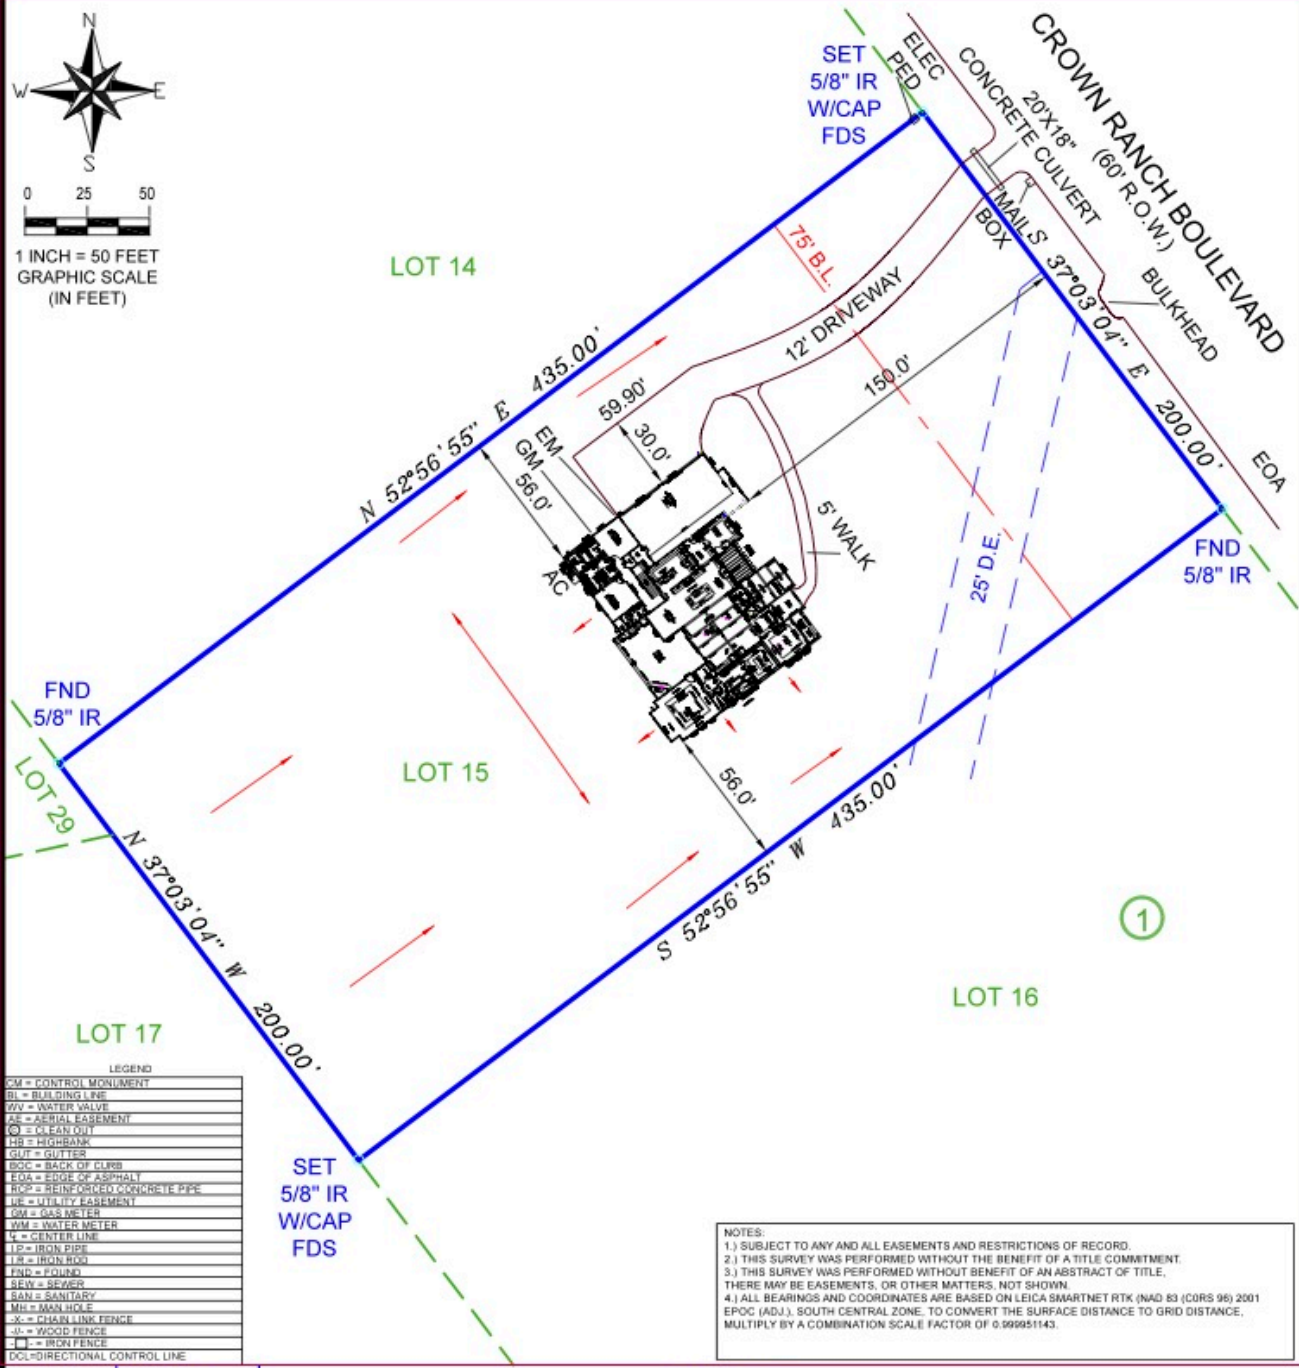 N
W
E
S
0 25 50
1 INCH = 50 FEET
GRAPHIC SCALE
(IN FEET)
SET
5/8" IR
W/CAP
FDS
ELEC
PED
CONCRETE CULVERT
20'X18"
CROWN RANCH BOULEVARD
(60' R.O.W.)
MAIL
BOX
BULKHEAD
EOA
S 37°03'04" E 200.00'
LOT 14
75' B.L.
12' DRIVEWAY
150.0'
N 52°56'55" E 435.00'
59.90'
30.0'
EM
GM
56.0'
AC
5' WALK
25' D.E.
FND
5/8" IR
FND
5/8" IR
LOT 29
LOT 15
56.0'
S 52°56'55" W 435.00'
N 37°03'04" W 200.00'
1
LOT 16
LOT 17
SET
5/8" IR
W/CAP
FDS
LEGEND
CM = CONTROL MONUMENT
BL = BUILDING LINE
WV = WATER VALVE
AE = AERIAL EASEMENT
= CLEAN OUT
HB = HIGHBANK
GUT = GUTTER
BOC = BACK OF CURB
EOA = EDGE OF ASPHALT
RCP = REINFORCED CONCRETE PIPE
UE = UTILITY EASEMENT
GM = GAS METER
WM = WATER METER
℄ = CENTER LINE
I.P = IRON PIPE
I.R = IRON ROD
FND = FOUND
SEW = SEWER
SAN = SANITARY
MH = MAN HOLE
-X- = CHAIN LINK FENCE
-//- = WOOD FENCE
-□- = IRON FENCE
DCL=DIRECTIONAL CONTROL LINE
NOTES:
1.) SUBJECT TO ANY AND ALL EASEMENTS AND RESTRICTIONS OF RECORD.
2.) THIS SURVEY WAS PERFORMED WITHOUT THE BENEFIT OF A TITLE COMMITMENT.
3.) THIS SURVEY WAS PERFORMED WITHOUT BENEFIT OF AN ABSTRACT OF TITLE,
THERE MAY BE EASEMENTS, OR OTHER MATTERS, NOT SHOWN.
4.) ALL BEARINGS AND COORDINATES ARE BASED ON LEICA SMARTNET RTK (NAD 83 (CORS 96) 2001
EPOC (ADJ.), SOUTH CENTRAL ZONE, TO CONVERT THE SURFACE DISTANCE TO GRID DISTANCE,
MULTIPLY BY A COMBINATION SCALE FACTOR OF 0.999951143.